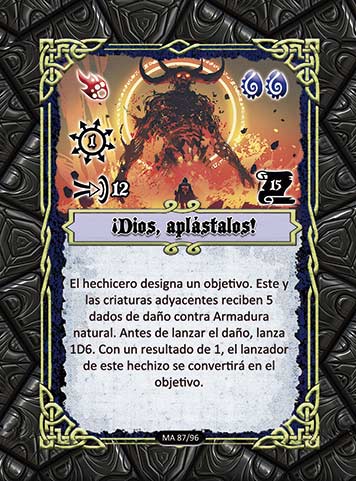 1
12
15
¡Dios, aplástalos!
El hechicero designa un objetivo. Este y
las criaturas adyacentes reciben 5
dados de daño contra Armadura
natural. Antes de lanzar el daño, lanza
1D6. Con un resultado de 1, el lanzador
de este hechizo se convertirá en el
objetivo.
MA 87/96